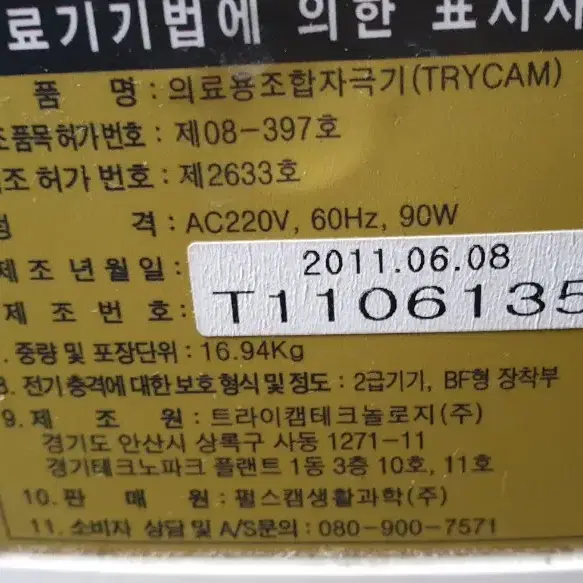 료기기법에 의한 표시사
품 명 : 의료용조합자극기(TRYCAM)
조품목허가번호 : 제08-397호
조허가번호 : 제2633호
정 격 : AC220V, 60Hz, 90W
제조년월일 : 2011.06.08
제조번호 : T1106135
. 중량 및 포장단위 : 16.94Kg
8. 전기충격에 대한 보호 형식 및 정도 : 2급기기, BF형 장착부
9. 제 조 원 : 트라이캠테크놀로지(주)
경기도 안산시 상록구 사동 1271-11
경기테크노파크 플랜트 1동 3층 10호, 11호
10. 판 매 원 : 펄스캠생활과학(주)
11. 소비자 상담 및 A/S문의 : 080-900-7571